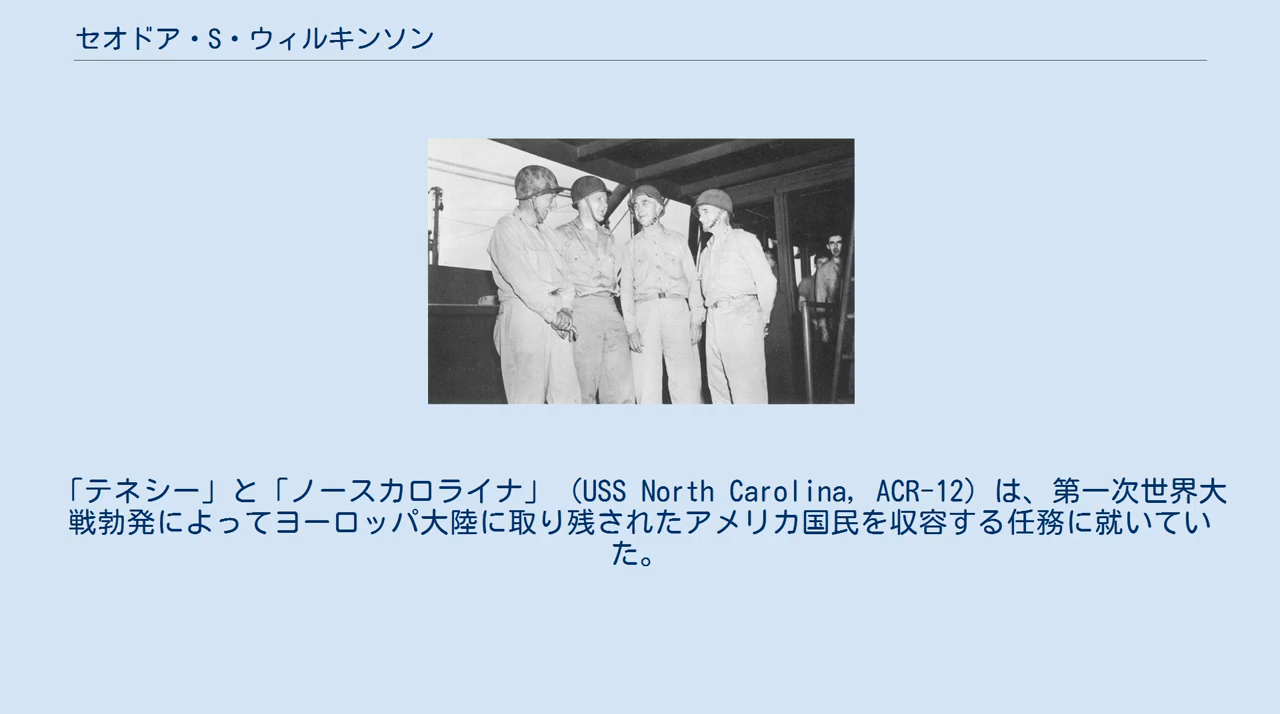 セオドア・S・ウィルキンソン
「テネシー」と「ノースカロライナ」（USS North Carolina, ACR-12）は、第一次世界大
戦勃発によってヨーロッパ大陸に取り残されたアメリカ国民を収容する任務に就いてい
た。